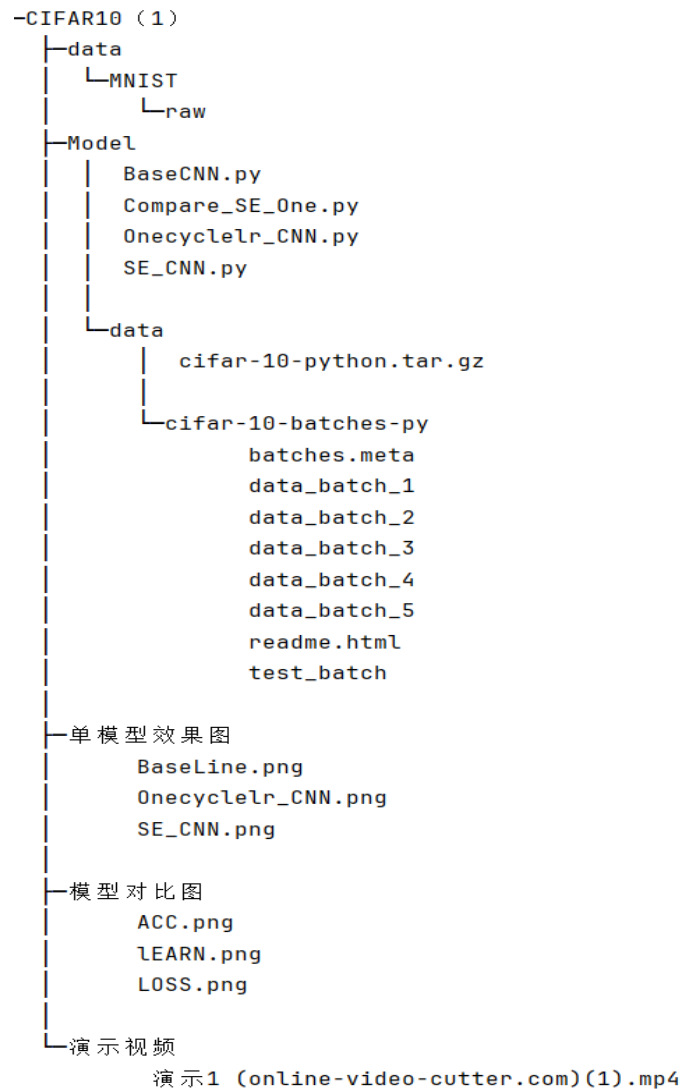 -CIFAR10（1）
├─data
│  └─MNIST
│      └─raw
├─Model
│  │  BaseCNN.py
│  │  Compare_SE_One.py
│  │  Onecyclelr_CNN.py
│  │  SE_CNN.py
│  │
│  └─data
│      │  cifar-10-python.tar.gz
│      │
│      └─cifar-10-batches-py
│              batches.meta
│              data_batch_1
│              data_batch_2
│              data_batch_3
│              data_batch_4
│              data_batch_5
│              readme.html
│              test_batch
│
├─单模型效果图
│      BaseLine.png
│      Onecyclelr_CNN.png
│      SE_CNN.png
│
├─模型对比图
│      ACC.png
│      lEARN.png
│      LOSS.png
│
└─演示视频
        演示1 (online-video-cutter.com)(1).mp4